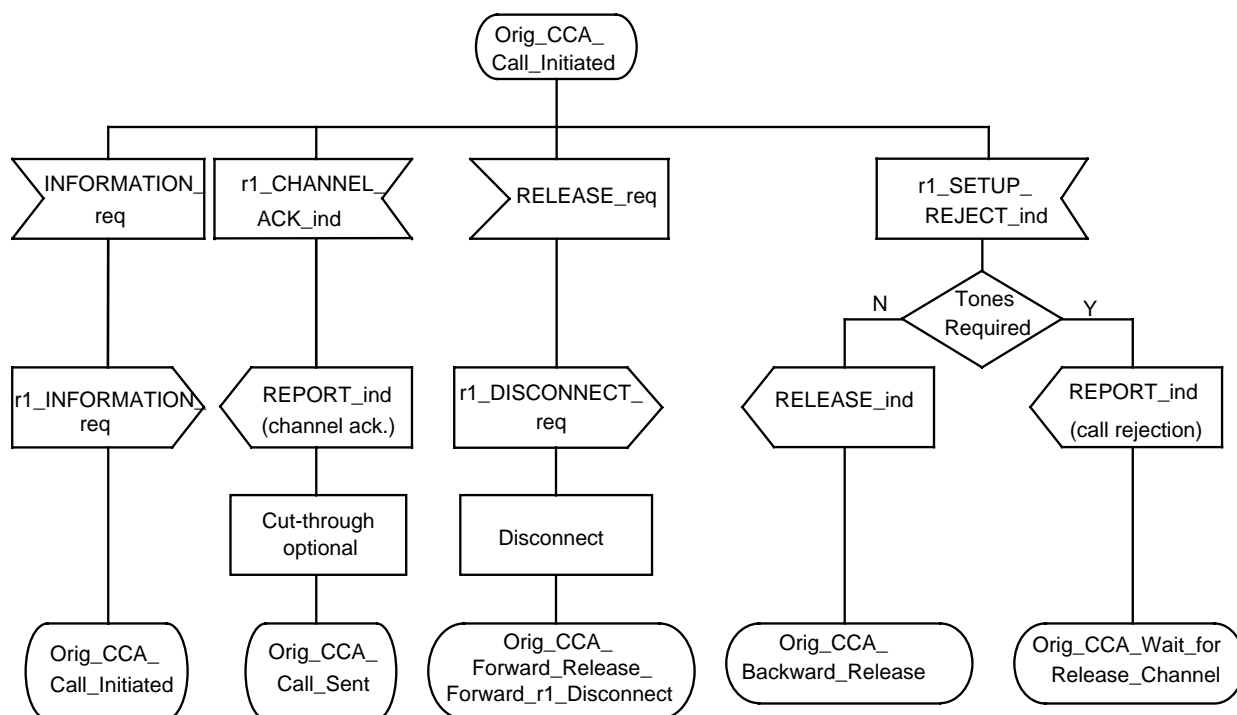 Orig_CCA_
Call_Initiated
INFORMATION_
req
r1_CHANNEL_
ACK_ind
RELEASE_req
r1_SETUP_
REJECT_ind
N
Tones
Required
Y
r1_INFORMATION_
req
REPORT_ind
(channel ack.)
r1_DISCONNECT_
req
RELEASE_ind
REPORT_ind
(call rejection)
Cut-through
optional
Disconnect
Orig_CCA_
Call_Initiated
Orig_CCA_
Call_Sent
Orig_CCA_
Forward_Release_
Forward_r1_Disconnect
Orig_CCA_
Backward_Release
Orig_CCA_Wait_for
Release_Channel